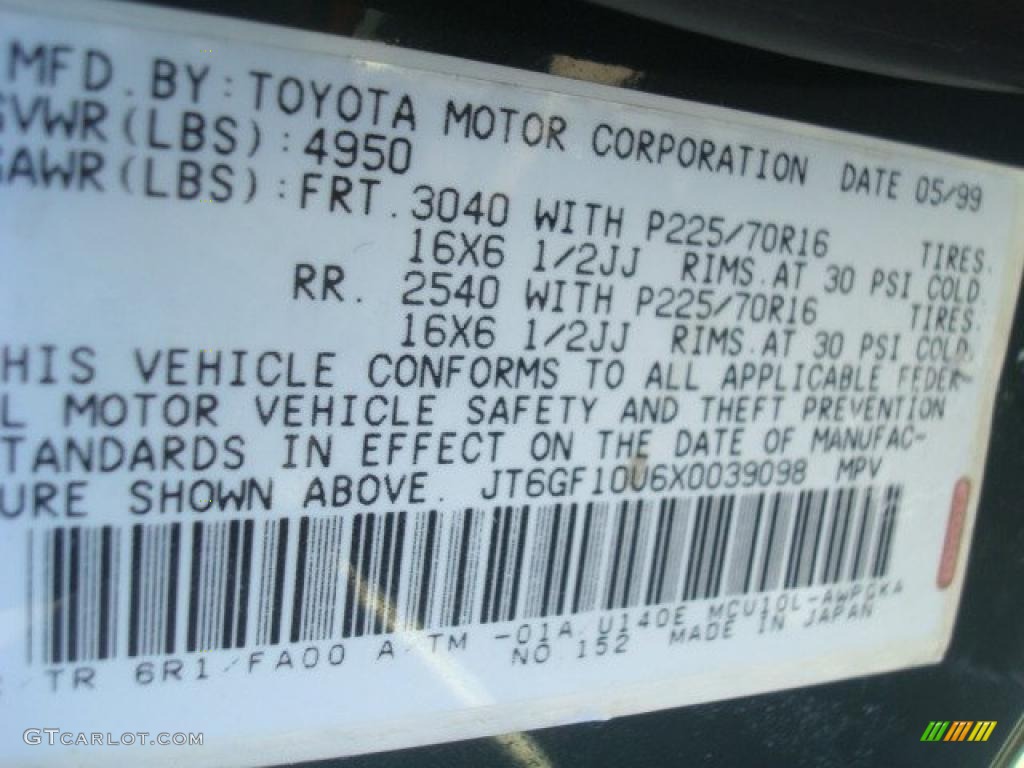 MFD. BY: TOYOTA MOTOR CORPORATION DATE 05/99
GVWR(LBS): 4950
GAWR(LBS): FRT. 3040 WITH P225/70R16 TIRES.
16X6 1/2JJ RIMS.AT 30 PSI COLD.
RR. 2540 WITH P225/70R16 TIRES.
16X6 1/2JJ RIMS.AT 30 PSI COLD.
HIS VEHICLE CONFORMS TO ALL APPLICABLE FEDER-
L MOTOR VEHICLE SAFETY AND THEFT PREVENTION
TANDARDS IN EFFECT ON THE DATE OF MANUFAC-
URE SHOWN ABOVE. JT6GF10U6X0039098 MPV
/TR 6R1/FA00 A/TM -01A/U140E MCU10L-AWPGKA
NO.152 MADE IN JAPAN
GTCARLOT.COM